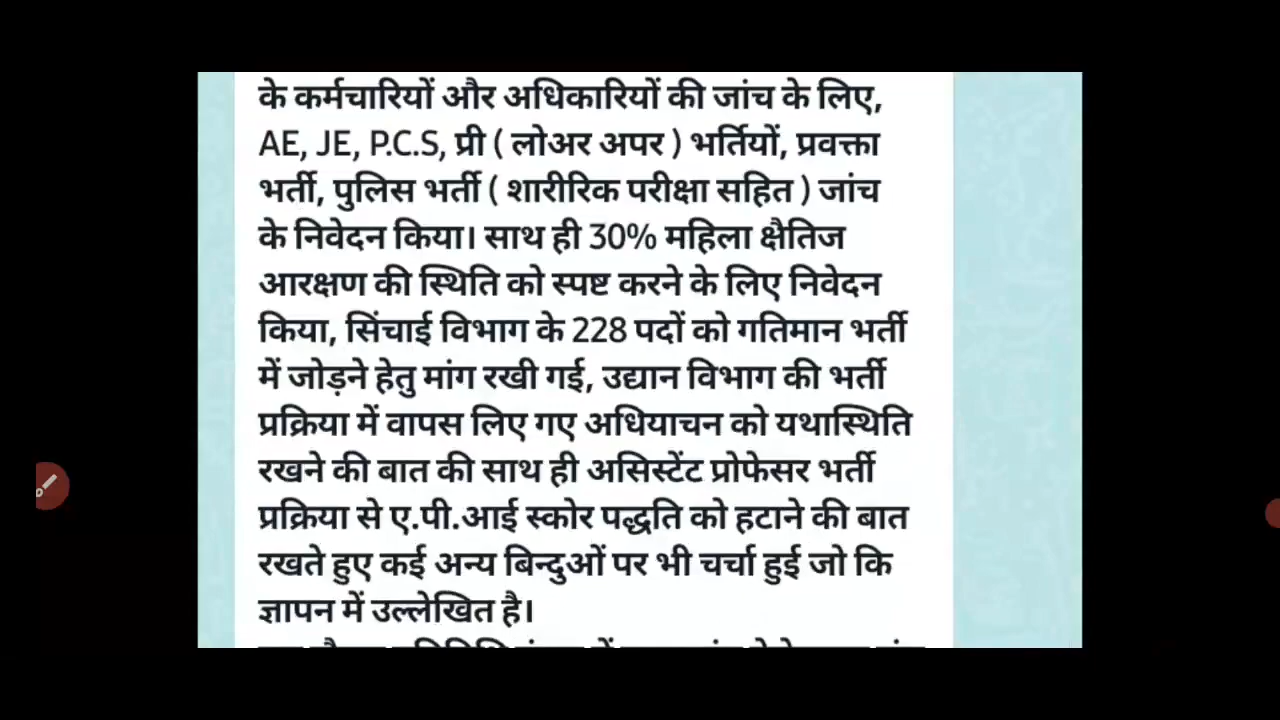 के कर्मचारियों और अधिकारियों की जांच के लिए,
AE, JE, P.C.S, प्री ( लोअर अपर ) भर्तियों, प्रवक्ता
भर्ती, पुलिस भर्ती ( शारीरिक परीक्षा सहित ) जांच
के निवेदन किया। साथ ही 30% महिला क्षैतिज
आरक्षण की स्थिति को स्पष्ट करने के लिए निवेदन
किया, सिंचाई विभाग के 228 पदों को गतिमान भर्ती
में जोड़ने हेतु मांग रखी गई, उद्यान विभाग की भर्ती
प्रक्रिया में वापस लिए गए अधियाचन को यथास्थिति
रखने की बात की साथ ही असिस्टेंट प्रोफेसर भर्ती
प्रक्रिया से ए.पी.आई स्कोर पद्धति को हटाने की बात
रखते हुए कई अन्य बिन्दुओं पर भी चर्चा हुई जो कि
ज्ञापन में उल्लेखित है।